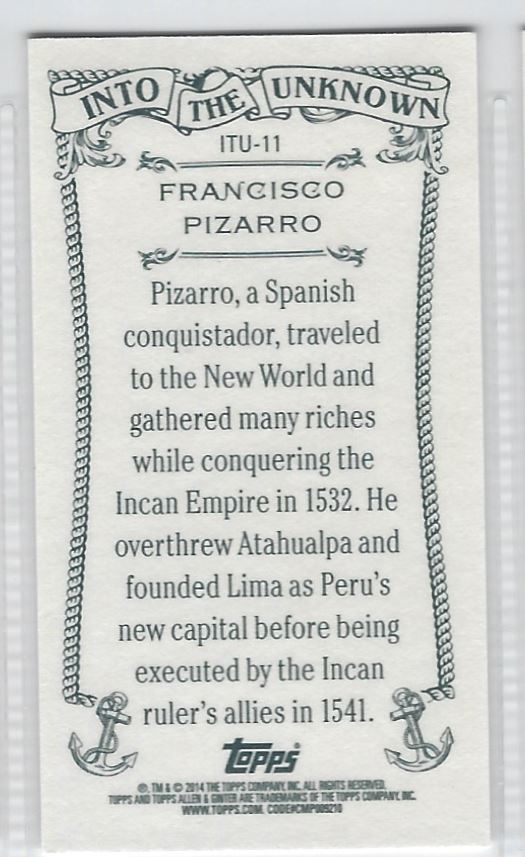 INTO THE UNKNOWN
ITU-11
FRANCISCO
PIZARRO
Pizarro, a Spanish
conquistador, traveled
to the New World and
gathered many riches
while conquering the
Incan Empire in 1532. He
overthrew Atahualpa and
founded Lima as Peru's
new capital before being
executed by the Incan
ruler's allies in 1541.
topps
®, TM & © 2014 THE TOPPS COMPANY, INC. ALL RIGHTS RESERVED.
TOPPS AND TOPPS ALLEN & GINTER ARE TRADEMARKS OF THE TOPPS COMPANY, INC.
WWW.TOPPS.COM. CODE#CMP009210